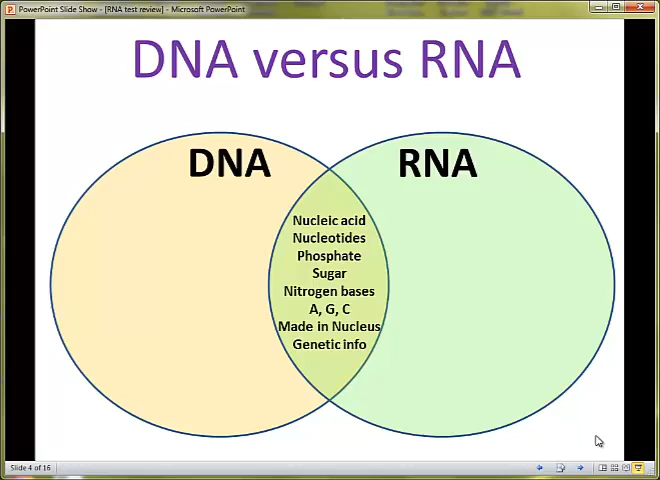 PowerPoint Slide Show - [RNA test review] - Microsoft PowerPoint
DNA versus RNA
DNA
RNA
Nucleic acid
Nucleotides
Phosphate
Sugar
Nitrogen bases
A, G, C
Made in Nucleus
Genetic info
Slide 4 of 16